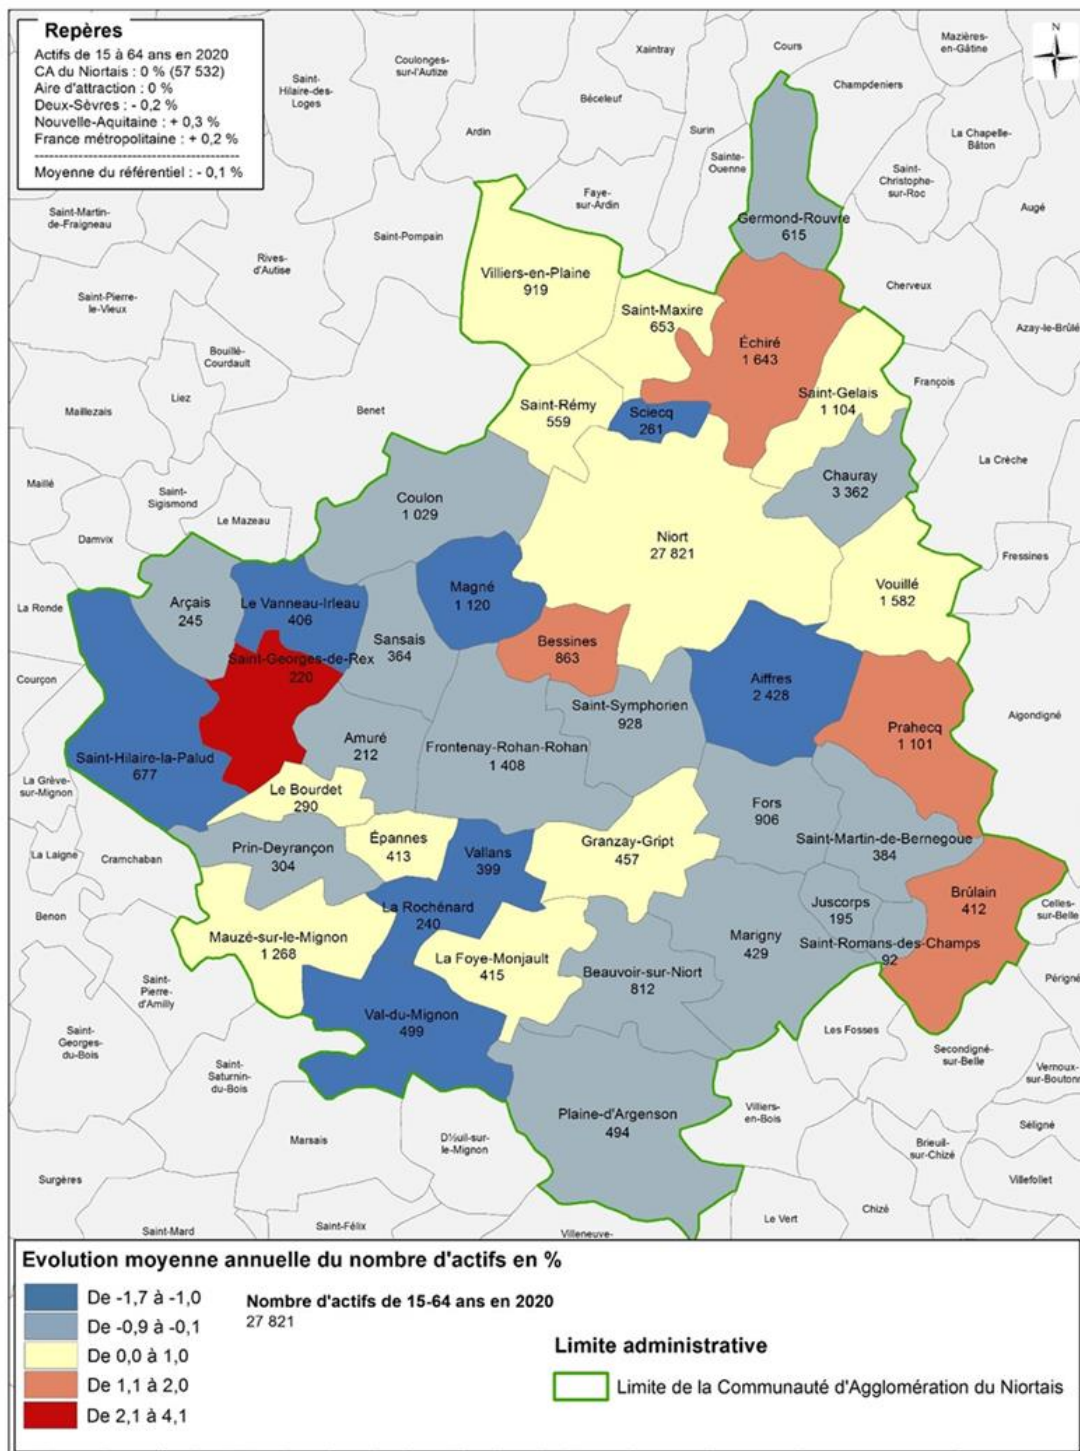 Repères
Actifs de 15 à 64 ans en 2020
CA du Niortais : 0 % (57 532)
Aire d'attraction : 0 %
Deux-Sèvres : - 0,2 %
Nouvelle-Aquitaine : + 0,3 %
France métropolitaine : + 0,2 %
Moyenne du référentiel : - 0,1 %
N
Mazières-
en-Gâtine
Xaintray
Cours
Coulonges-
sur-l'Autize
Saint-
Hilaire-des-
Loges
Champdeniers
Béceleuf
Ardin
Surin
La Chapelle-
Bâton
Sainte-
Ouenne
Saint-
Christophe-
sur-Roc
Faye-
sur-Ardin
Augé
Saint-Martin-
de-Fraigneau
Saint-Pompain
Germond-Rouvre
615
Rives-
d'Autise
Villiers-en-Plaine
919
Cherveux
Saint-Pierre-
le-Vieux
Saint-Maxire
653
Azay-le-Brûlé
Échiré
1 643
Bouillé-
Courdault
François
Saint-Gelais
1 104
Liez
Maillezais
Benet
Saint-Rémy
559
Sciecq
261
La Crèche
Chauray
3 362
Maillé
Saint-
Sigismond
Coulon
1 029
Le Mazeau
Damvix
Niort
27 821
Fressines
Vouillé
1 582
Magné
1 120
La Ronde
Arçais
245
Le Vanneau-Irleau
406
Sansais
364
Bessines
863
Saint-Georges-de-Rex
220
Courçon
Aiffres
2 428
Saint-Symphorien
928
Aigondigné
Prahecq
1 101
Amuré
212
Frontenay-Rohan-Rohan
1 408
Saint-Hilaire-la-Palud
677
La Grève-
sur-Mignon
Le Bourdet
290
Fors
906
Saint-Martin-de-Bernegoue
384
Épannes
413
Granzay-Gript
457
Prin-Deyrançon
304
Vallans
399
La Laigne
Cramchaban
Brûlain
412
La Rochénard
240
Juscorps
195
Celles-
sur-Belle
Benon
Mauzé-sur-le-Mignon
1 268
Marigny
429
Saint-Romans-des-Champs
92
La Foye-Monjault
415
Beauvoir-sur-Niort
812
Périgné
Saint-
Pierre-
d'Amilly
Val-du-Mignon
499
Saint-
Georges-
du-Bois
Les Fosses
Secondigné-
sur-Belle
Saint-
Saturnin-
du-Bois
Vernoux-
sur-Boutonn
Plaine-d'Argenson
494
Villiers-
en-Bois
Séligné
Marsais
D½uil-sur-
le-Mignon
Brieuil-
sur-Chizé
Surgères
Villefollet
Chizé
Le Vert
Saint-Mard
Saint-Félix
Villeneuve-
Evolution moyenne annuelle du nombre d'actifs en %
De -1,7 à -1,0
De -0,9 à -0,1
De 0,0 à 1,0
De 1,1 à 2,0
De 2,1 à 4,1
Nombre d'actifs de 15-64 ans en 2020
27 821
Limite administrative
Limite de la Communauté d'Agglomération du Niortais